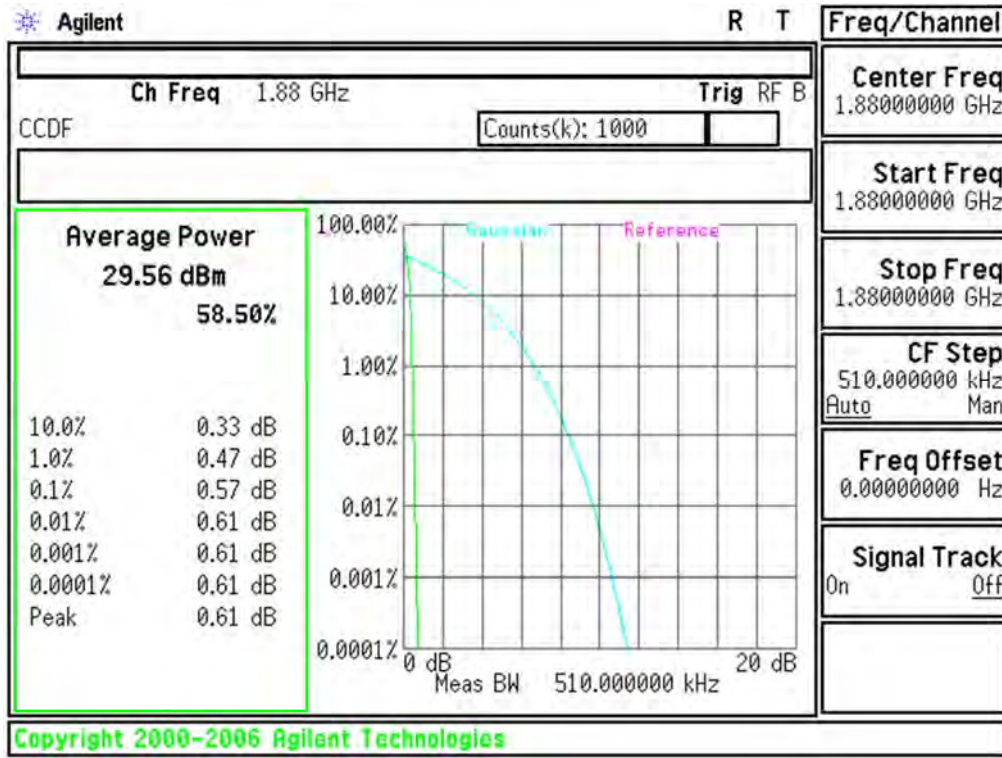 Agilent
R T
Ch Freq 1.88 GHz
Trig RF B
CCDF
Counts(k): 1000
Average Power
29.56 dBm
58.50%
10.0% 0.33 dB
1.0% 0.47 dB
0.1% 0.57 dB
0.01% 0.61 dB
0.001% 0.61 dB
0.0001% 0.61 dB
Peak 0.61 dB
100.00%
Gaussian
Reference
10.00%
1.00%
0.10%
0.01%
0.001%
0.0001%
0 dB
20 dB
Meas BW 510.000000 kHz
Freq/Channel
Center Freq
1.88000000 GHz
Start Freq
1.88000000 GHz
Stop Freq
1.88000000 GHz
CF Step
510.000000 kHz
Auto Man
Freq Offset
0.00000000 Hz
Signal Track
On Off
Copyright 2000-2006 Agilent Technologies